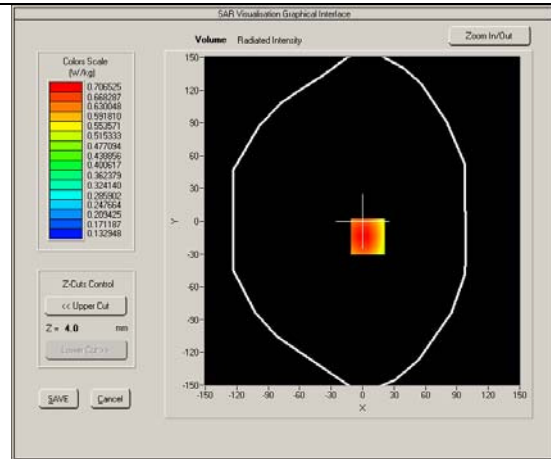 SAR Visualisation Graphical Interface
Volume Radiated Intensity
Zoom In/Out
Colors Scale
(W/kg)
0.706525
0.668287
0.630048
0.591810
0.553571
0.515333
0.477094
0.438856
0.400617
0.362379
0.324140
0.285902
0.247664
0.209425
0.171187
0.132948
Z-Cuts Control
<< Upper Cut
Z = 4.0 mm
Lower Cut >>
SAVE Cancel
150
120
90
60
30
0
-30
-60
-90
-120
-150
Y
-150 -120 -90 -60 -30 0 30 60 90 120 150
X